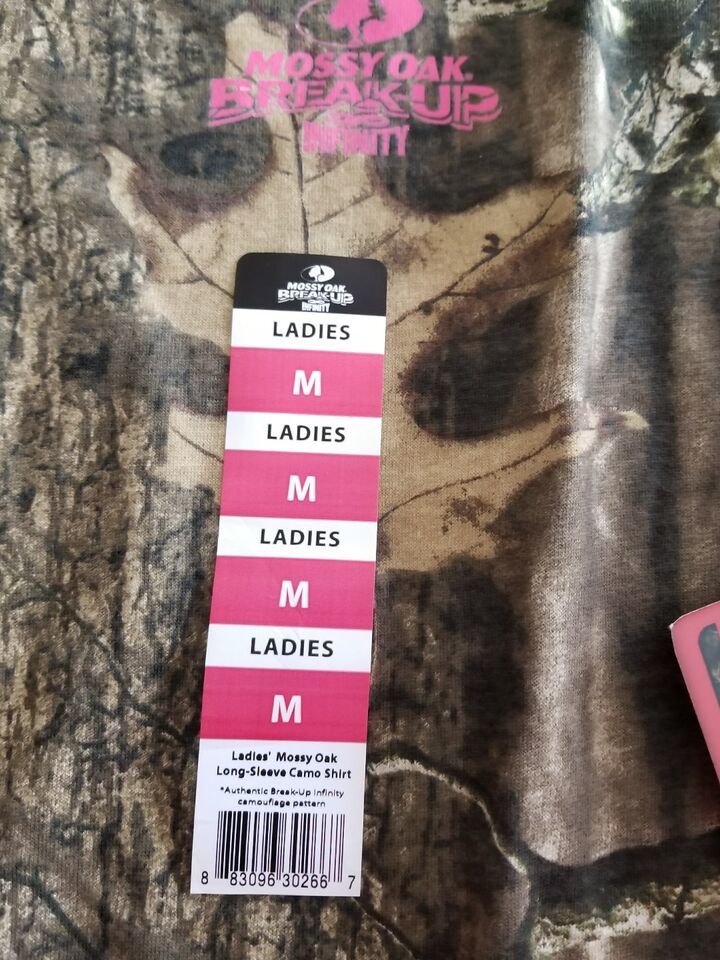 MOSSY OAK.
BREAK-UP
INFINITY
MOSSY OAK.
BREAK-UP
INFINITY
LADIES
M
LADIES
M
LADIES
M
LADIES
M
Ladies' Mossy Oak
Long-Sleeve Camo Shirt
*Authentic Break-Up Infinity
camouflage pattern
8 83096 30266 7